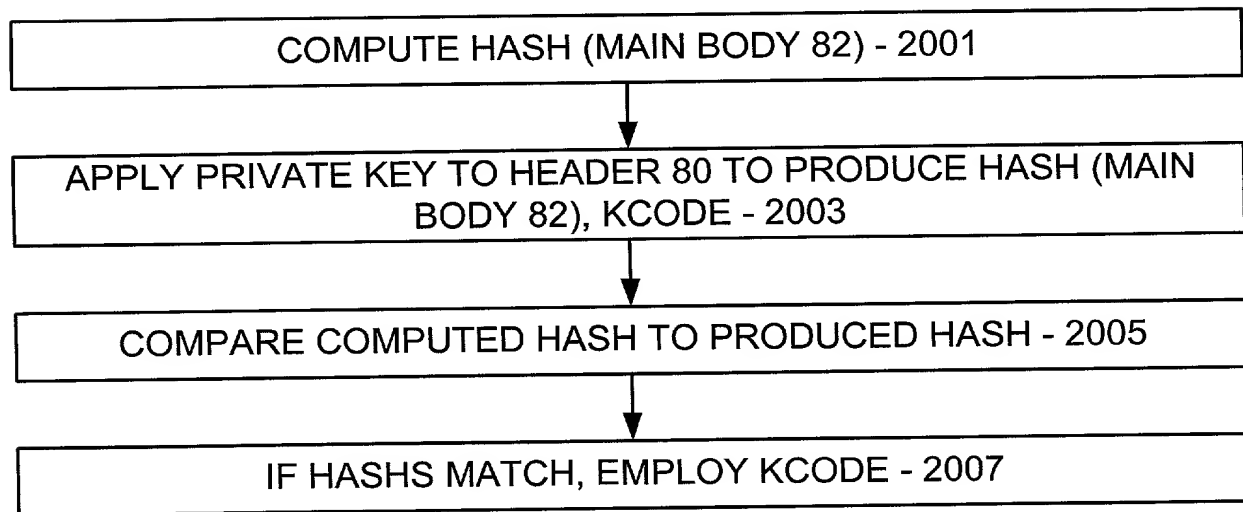 COMPUTE HASH (MAIN BODY 82) - 2001
APPLY PRIVATE KEY TO HEADER 80 TO PRODUCE HASH (MAIN
BODY 82), KCODE - 2003
COMPARE COMPUTED HASH TO PRODUCED HASH - 2005
IF HASHS MATCH, EMPLOY KCODE - 2007